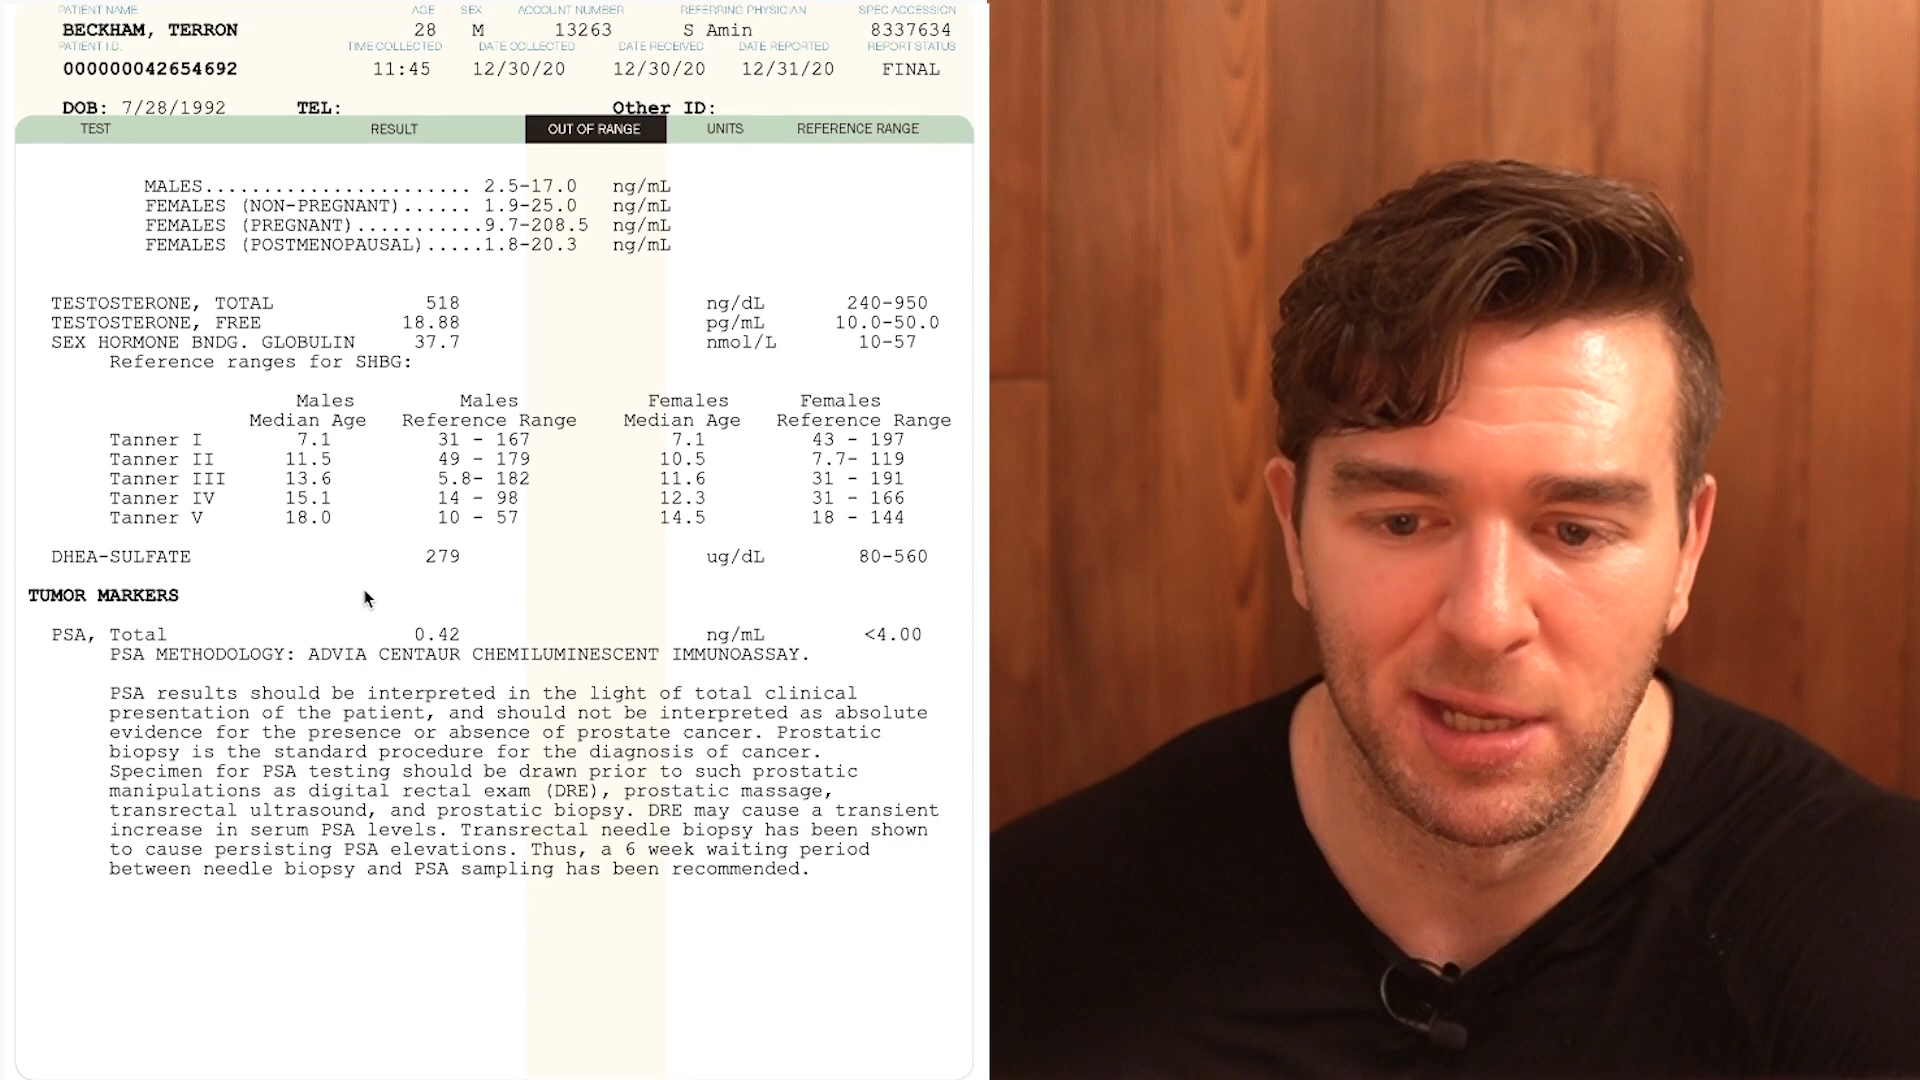 PATIENT NAME AGE SEX ACCOUNT NUMBER REFERRING PHYSICIAN SPEC ACCESSION
BECKHAM, TERRON 28 M 13263 S Amin 8337634
PATIENT I.D. TIME COLLECTED DATE COLLECTED DATE RECEIVED DATE REPORTED REPORT STATUS
000000042654692 11:45 12/30/20 12/30/20 12/31/20 FINAL
DOB: 7/28/1992 TEL: Other ID:
TEST RESULT OUT OF RANGE UNITS REFERENCE RANGE
MALES....................... 2.5-17.0 ng/mL
FEMALES (NON-PREGNANT)...... 1.9-25.0 ng/mL
FEMALES (PREGNANT)...........9.7-208.5 ng/mL
FEMALES (POSTMENOPAUSAL).....1.8-20.3 ng/mL
TESTOSTERONE, TOTAL 518 ng/dL 240-950
TESTOSTERONE, FREE 18.88 pg/mL 10.0-50.0
SEX HORMONE BNDG. GLOBULIN 37.7 nmol/L 10-57
Reference ranges for SHBG:
Males Males Females Females
Median Age Reference Range Median Age Reference Range
Tanner I 7.1 31 - 167 7.1 43 - 197
Tanner II 11.5 49 - 179 10.5 7.7- 119
Tanner III 13.6 5.8- 182 11.6 31 - 191
Tanner IV 15.1 14 - 98 12.3 31 - 166
Tanner V 18.0 10 - 57 14.5 18 - 144
DHEA-SULFATE 279 ug/dL 80-560
TUMOR MARKERS
PSA, Total 0.42 ng/mL <4.00
PSA METHODOLOGY: ADVIA CENTAUR CHEMILUMINESCENT IMMUNOASSAY.
PSA results should be interpreted in the light of total clinical
presentation of the patient, and should not be interpreted as absolute
evidence for the presence or absence of prostate cancer. Prostatic
biopsy is the standard procedure for the diagnosis of cancer.
Specimen for PSA testing should be drawn prior to such prostatic
manipulations as digital rectal exam (DRE), prostatic massage,
transrectal ultrasound, and prostatic biopsy. DRE may cause a transient
increase in serum PSA levels. Transrectal needle biopsy has been shown
to cause persisting PSA elevations. Thus, a 6 week waiting period
between needle biopsy and PSA sampling has been recommended.